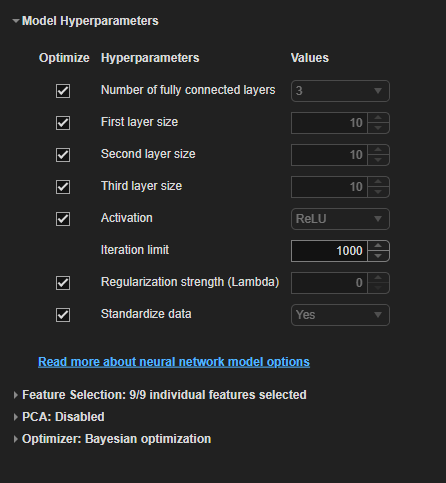 Model Hyperparameters
Optimize Hyperparameters Values
Number of fully connected layers 3
First layer size 10
Second layer size 10
Third layer size 10
Activation ReLU
Iteration limit 1000
Regularization strength (Lambda) 0
Standardize data Yes
Read more about neural network model options
Feature Selection: 9/9 individual features selected
PCA: Disabled
Optimizer: Bayesian optimization